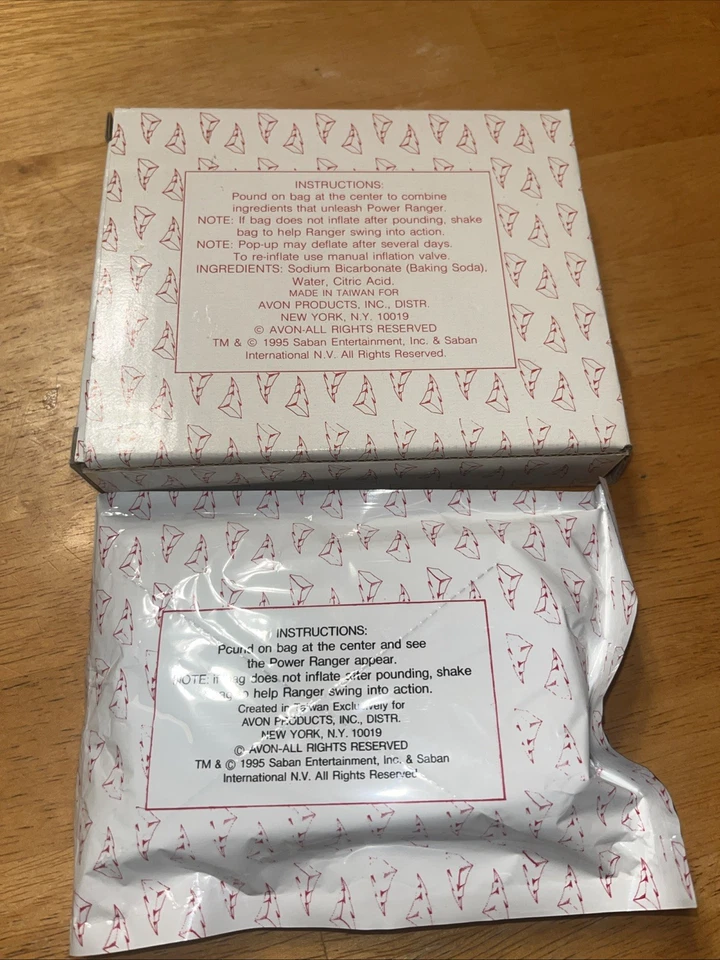 INSTRUCTIONS:
Pound on bag at the center to combine
ingredients that unleash Power Ranger.
NOTE: If bag does not inflate after pounding, shake
bag to help Ranger swing into action.
NOTE: Pop-up may deflate after several days.
To re-inflate use manual inflation valve.
INGREDIENTS: Sodium Bicarbonate (Baking Soda),
Water, Citric Acid.
MADE IN TAIWAN FOR
AVON PRODUCTS, INC., DISTR.
NEW YORK, N.Y. 10019
© AVON-ALL RIGHTS RESERVED
TM & © 1995 Saban Entertainment, Inc. & Saban
International N.V. All Rights Reserved.
INSTRUCTIONS:
Pound on bag at the center and see
the Power Ranger appear.
NOTE: if bag does not inflate after pounding, shake
bag to help Ranger swing into action.
Created in Taiwan Exclusively for
AVON PRODUCTS, INC., DISTR.
NEW YORK, N.Y. 10019
© AVON-ALL RIGHTS RESERVED
TM & © 1995 Saban Entertainment, Inc. & Saban
International N.V. All Rights Reserved.